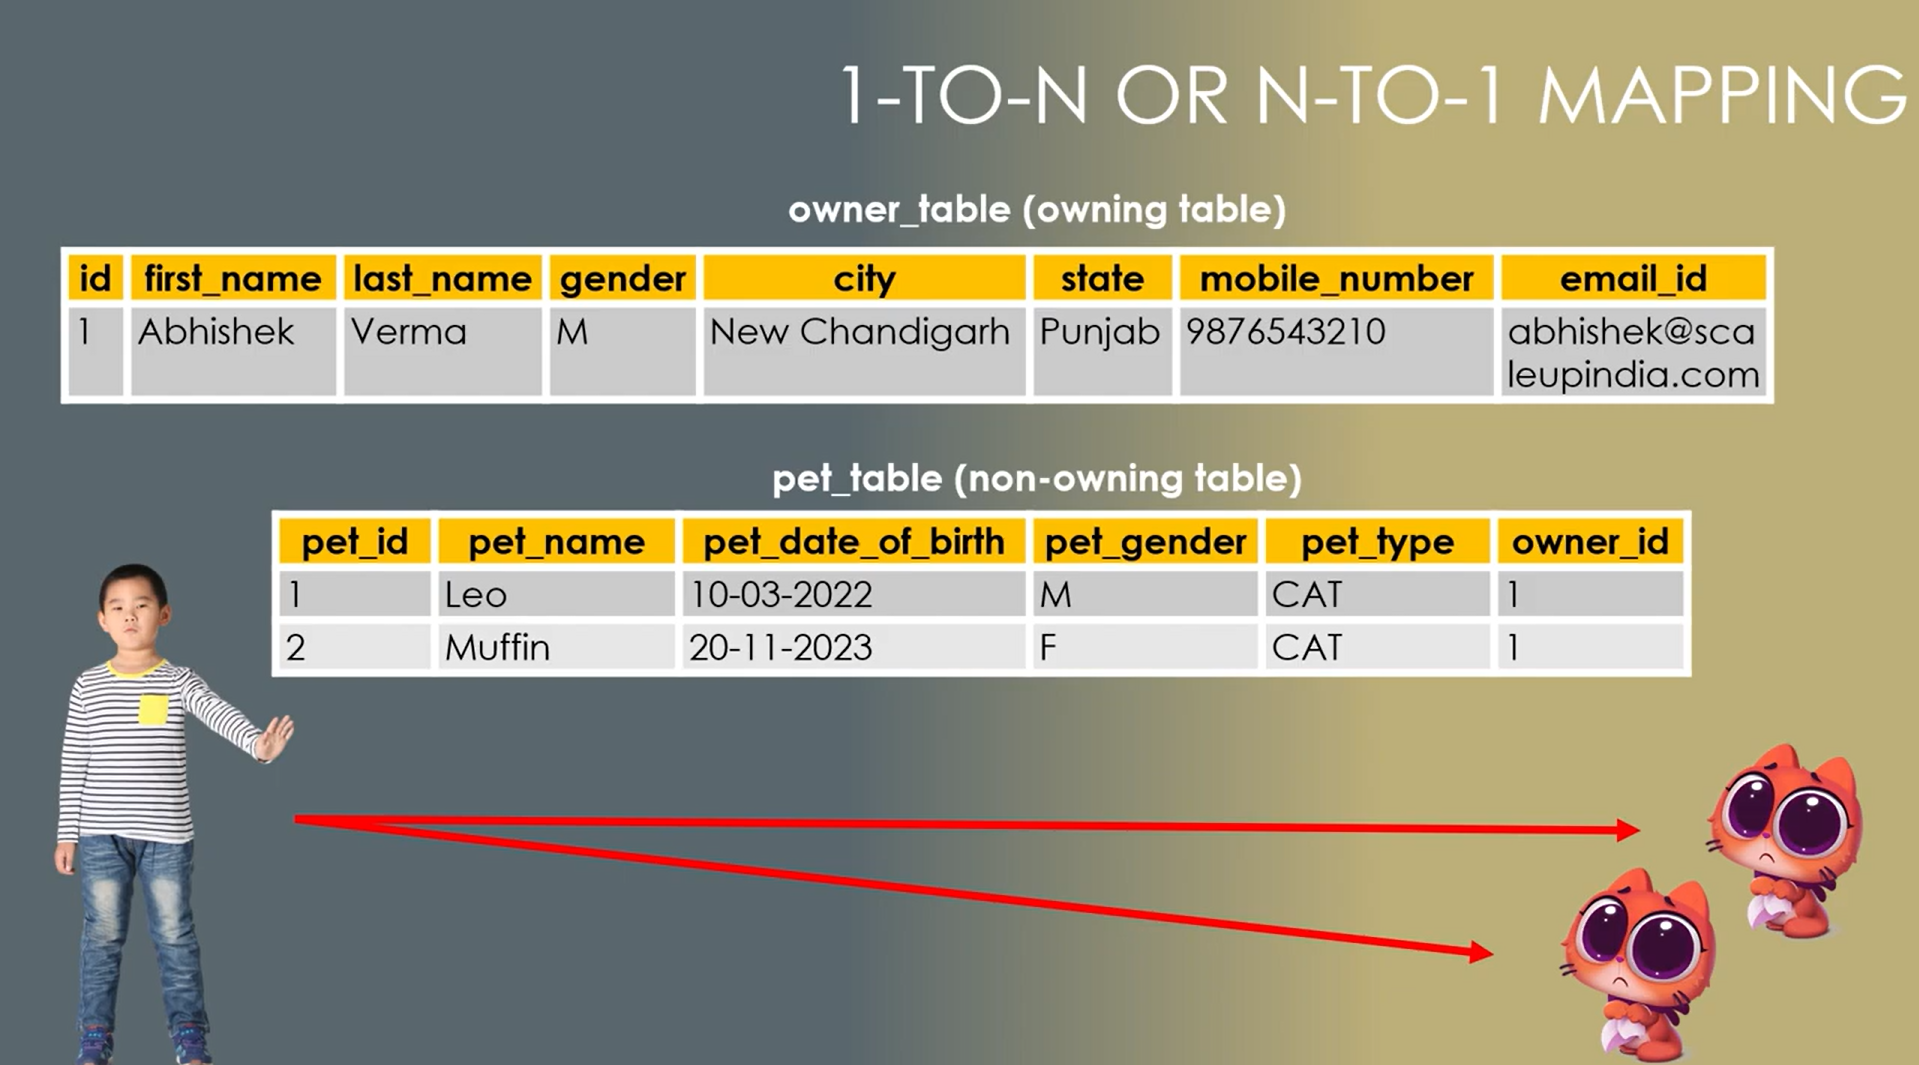 1-TO-N OR N-TO-1 MAPPING
owner_table (owning table)
id first_name last_name gender city state mobile_number email_id
1 Abhishek Verma M New Chandigarh Punjab 9876543210 abhishek@sca
leupindia.com
pet_table (non-owning table)
pet_id pet_name pet_date_of_birth pet_gender pet_type owner_id
1 Leo 10-03-2022 M CAT 1
2 Muffin 20-11-2023 F CAT 1